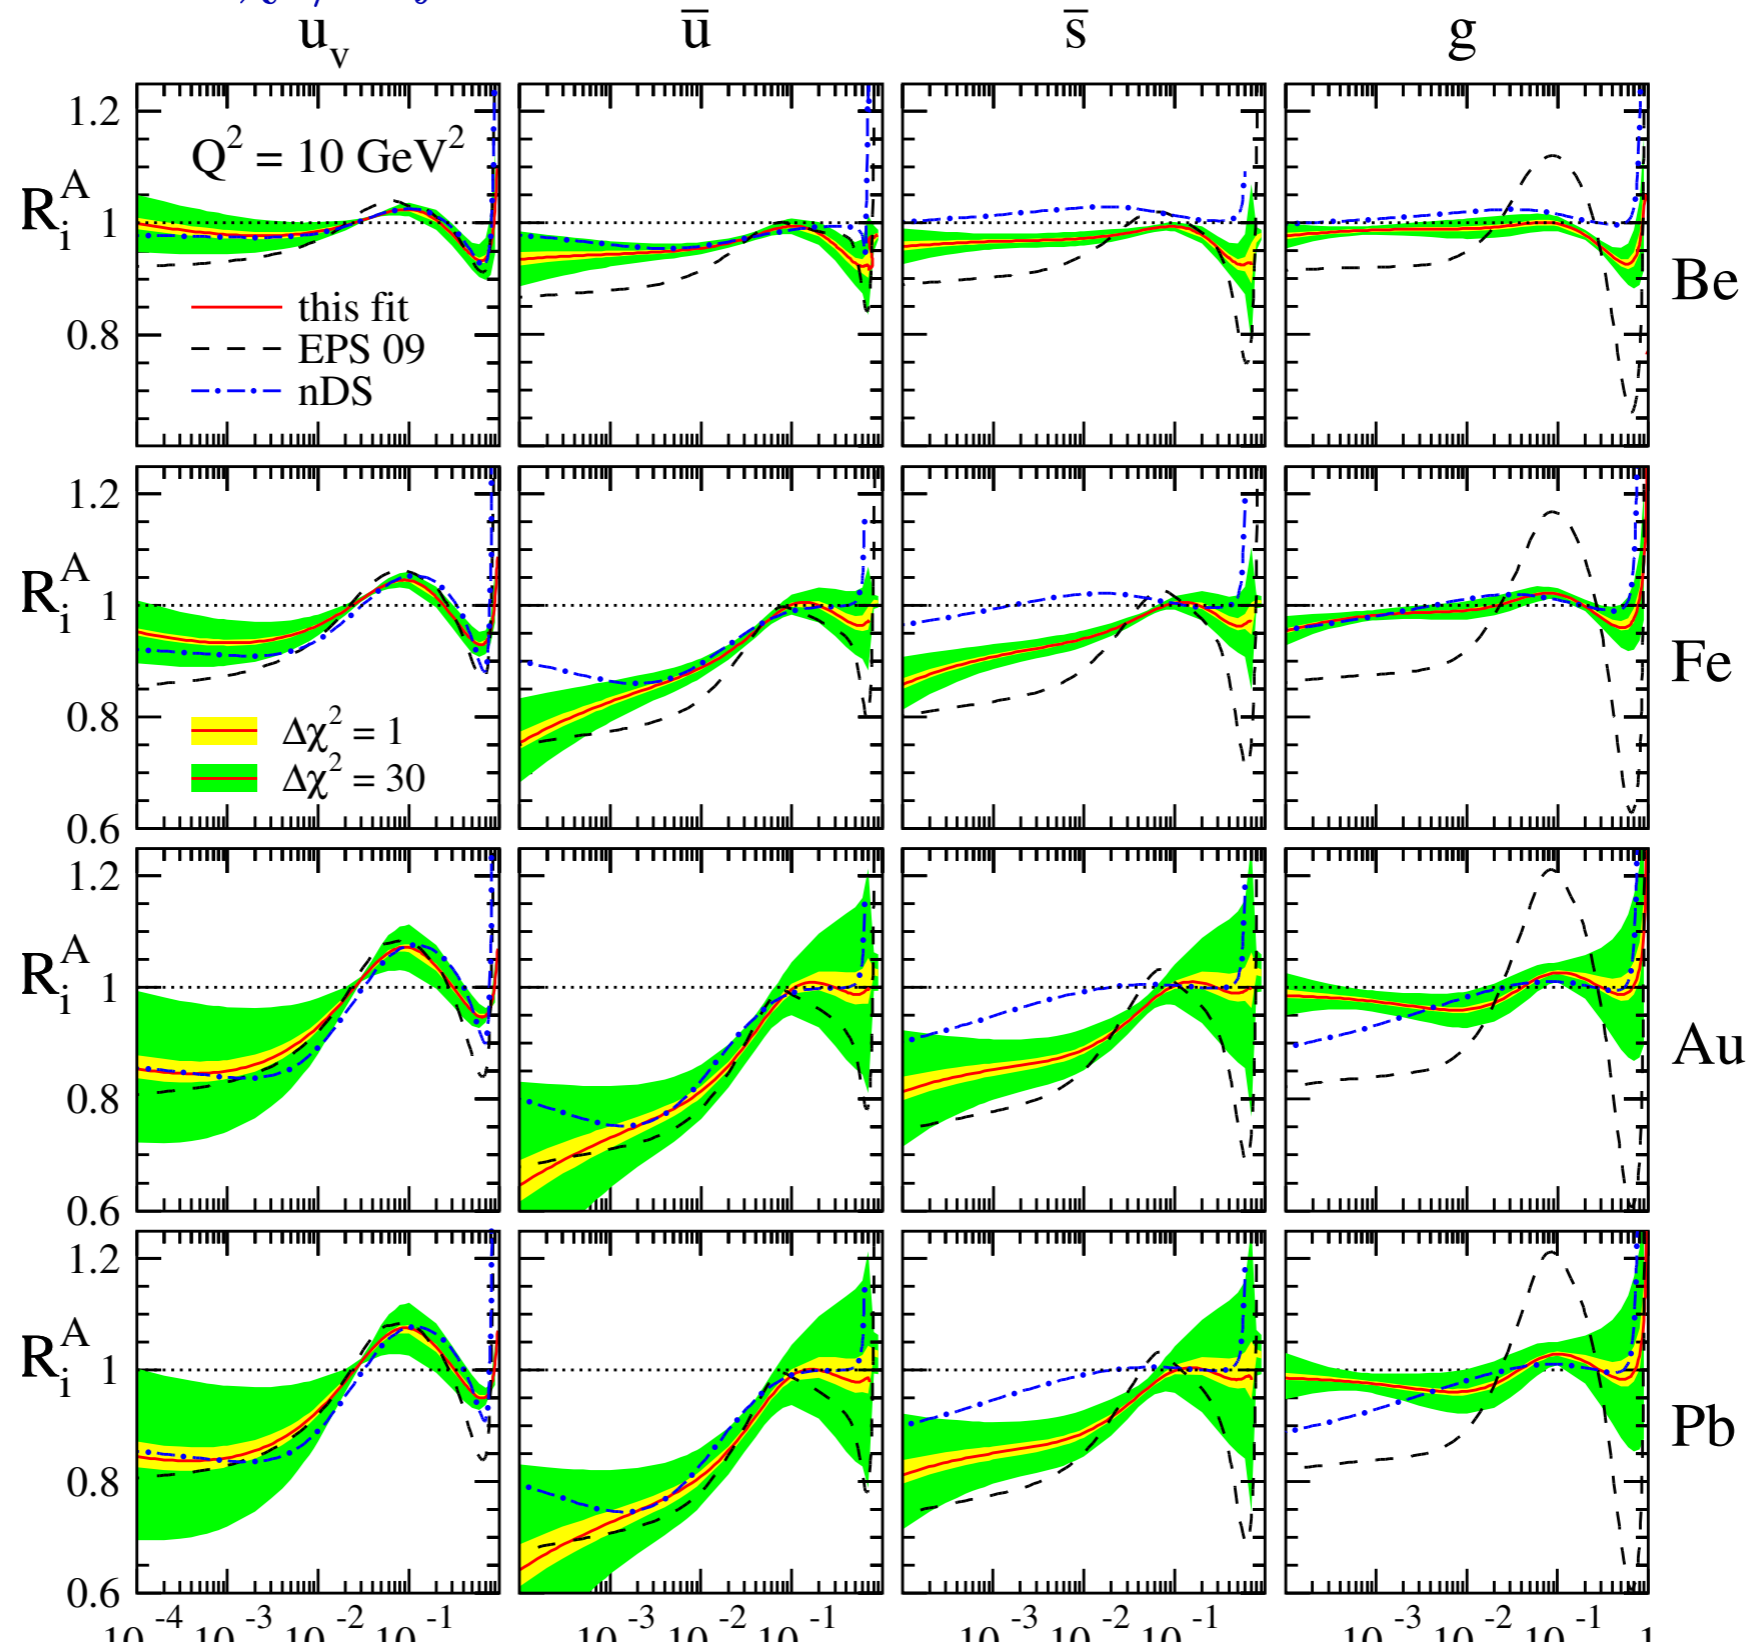 u_v ū s̄ g
1.2
Q² = 10 GeV²
R_i^A 1
Be
this fit
EPS 09
0.8
nDS
1.2
R_i^A 1
Fe
0.8
Δχ² = 1
Δχ² = 30
0.6
1.2
R_i^A 1
Au
0.8
0.6
1.2
R_i^A 1
Pb
0.8
0.6
10^-4 10^-3 10^-2 10^-1 10^-3 10^-2 10^-1 10^-3 10^-2 10^-1 10^-3 10^-2 10^-1 1